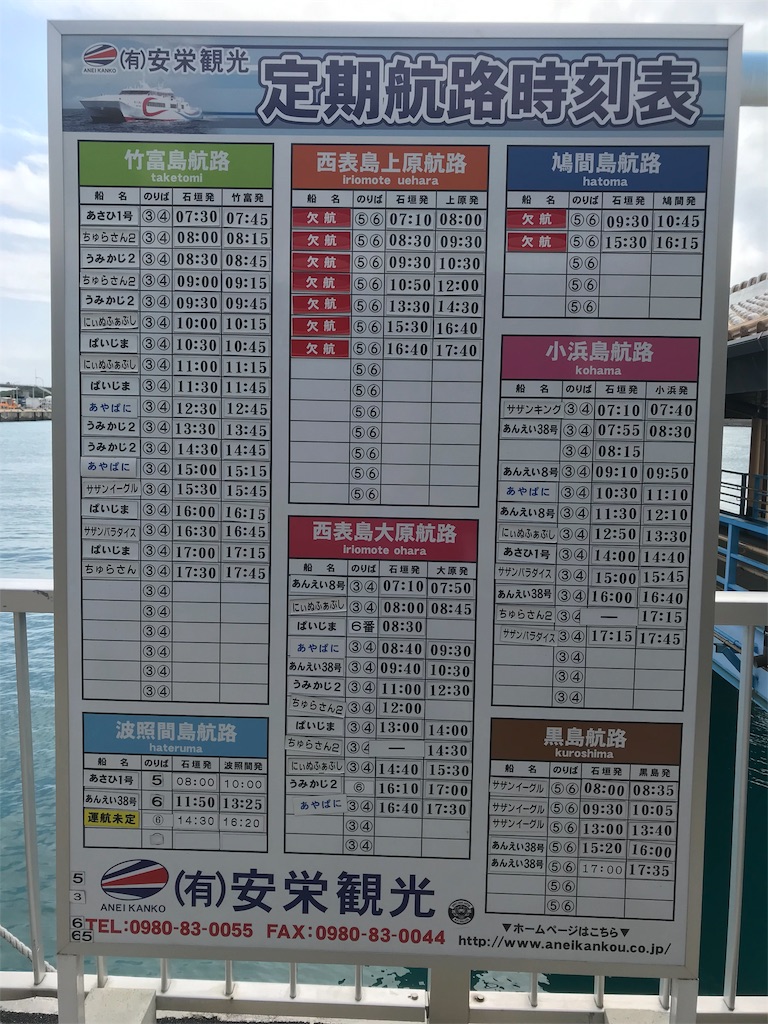 ANEI KANKO (有)安栄観光 定期航路時刻表
竹富島航路
taketomi
船 名 のりば 石垣発 竹富発
あさひ1号 ③④ 07:30 07:45
ちゅらさん2 ③④ 08:00 08:15
うみかじ2 ③④ 08:30 08:45
ちゅらさん2 ③④ 09:00 09:15
うみかじ2 ③④ 09:30 09:45
にぃぬふぁぶし ③④ 10:00 10:15
ぱいじま ③④ 10:30 10:45
にぃぬふぁぶし ③④ 11:00 11:15
ぱいじま ③④ 11:30 11:45
あやぱに ③④ 12:30 12:45
うみかじ2 ③④ 13:30 13:45
うみかじ2 ③④ 14:30 14:45
あやぱに ③④ 15:00 15:15
サザンイーグル ③④ 15:30 15:45
ぱいじま ③④ 16:00 16:15
サザンパラダイス ③④ 16:30 16:45
ぱいじま ③④ 17:00 17:15
ちゅらさん ③④ 17:30 17:45
③④
③④
③④
③④
③④
③④
波照間島航路
hateruma
船 名 のりば 石垣発 波照間発
あさひ1号 5 08:00 10:00
あんえい38号 6 11:50 13:25
運航未定 ⑥ 14:30 16:20
西表島上原航路
iriomote uehara
船 名 のりば 石垣発 上原発
欠航 ⑤⑥ 07:10 08:00
欠航 ⑤⑥ 08:30 09:30
欠航 ⑤⑥ 09:30 10:30
欠航 ⑤⑥ 10:50 12:00
欠航 ⑤⑥ 13:30 14:30
欠航 ⑤⑥ 15:30 16:40
欠航 ⑤⑥ 16:40 17:40
⑤⑥
⑤⑥
⑤⑥
⑤⑥
⑤⑥
⑤⑥
⑤⑥
西表島大原航路
iriomote ohara
船 名 のりば 石垣発 大原発
あんえい8号 ③④ 07:10 07:50
にぃぬふぁぶし ③④ 08:00 08:45
ぱいじま 6番 08:30
あやぱに ③④ 08:40 09:30
あんえい38号 ③④ 09:40 10:30
うみかじ2 ③④ 11:00 12:30
ちゅらさん2 ③④ 12:00
ぱいじま ③④ 13:00 14:00
ちゅらさん2 ③④ — 14:30
にぃぬふぁぶし ③④ 14:40 15:30
うみかじ2 ⑥ 16:10 17:00
あやぱに ③④ 16:40 17:30
③④
③④
鳩間島航路
hatoma
船 名 のりば 石垣発 鳩間発
欠航 ⑤⑥ 09:30 10:45
欠航 ⑤⑥ 15:30 16:15
⑤⑥
⑤⑥
⑤⑥
小浜島航路
kohama
船 名 のりば 石垣発 小浜発
サザンキング ③④ 07:10 07:40
あんえい38号 ③④ 07:55 08:30
③④ 08:15
あんえい8号 ③④ 09:10 09:50
あやぱに ③④ 10:30 11:10
あんえい8号 ③④ 11:30 12:10
にぃぬふぁぶし ③④ 12:50 13:30
あさひ1号 ③④ 14:00 14:40
サザンパラダイス ③④ 15:00 15:45
あんえい38号 ③④ 16:00 16:40
ちゅらさん2 ③④ — 17:15
サザンパラダイス ③④ 17:15 17:45
③④
③④
③④
黒島航路
kuroshima
船 名 のりば 石垣発 黒島発
サザンイーグル ⑤⑥ 08:00 08:35
サザンイーグル ⑤⑥ 09:30 10:05
サザンイーグル ⑤⑥ 13:00 13:40
あんえい38号 ⑤⑥ 15:20 16:00
あんえい38号 ⑤⑥ 17:00 17:35
⑤⑥
⑤⑥
5
3
6
65
ANEI KANKO (有)安栄観光
TEL:0980-83-0055 FAX:0980-83-0044
▼ホームページはこちら▼
http://www.aneikankou.co.jp/